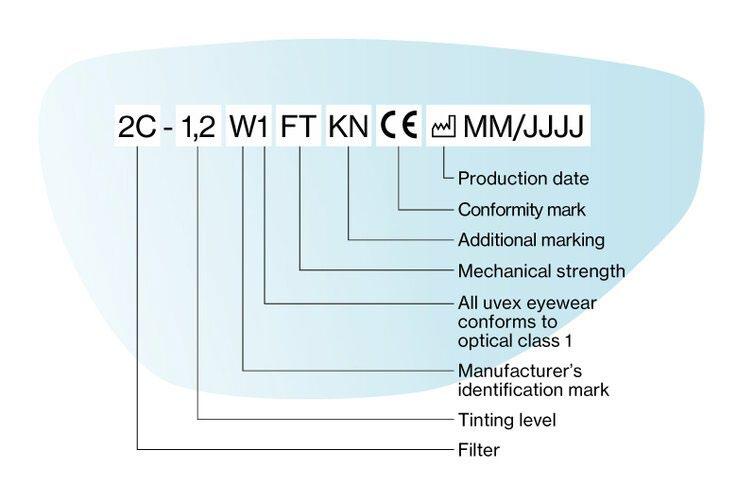 2C - 1,2 W1 FT KN CE MM/JJJJ
Production date
Conformity mark
Additional marking
Mechanical strength
All uvex eyewear
conforms to
optical class 1
Manufacturer's
identification mark
Tinting level
Filter